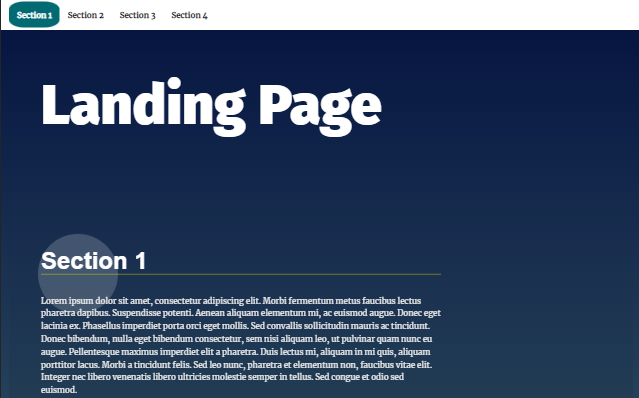 Section 1 Section 2 Section 3 Section 4
Landing Page
Section 1
Lorem ipsum dolor sit amet, consectetur adipiscing elit. Morbi fermentum metus faucibus lectus
pharetra dapibus. Suspendisse potenti. Aenean aliquam elementum mi, ac euismod augue. Donec eget
lacinia ex. Phasellus imperdiet porta orci eget mollis. Sed convallis sollicitudin mauris ac tincidunt.
Donec bibendum, nulla eget bibendum consectetur, sem nisi aliquam leo, ut pulvinar quam nunc eu
augue. Pellentesque maximus imperdiet elit a pharetra. Duis lectus mi, aliquam in mi quis, aliquam
porttitor lacus. Morbi a tincidunt felis. Sed leo nunc, pharetra et elementum non, faucibus vitae elit.
Integer nec libero venenatis libero ultricies molestie semper in tellus. Sed congue et odio sed
euismod.